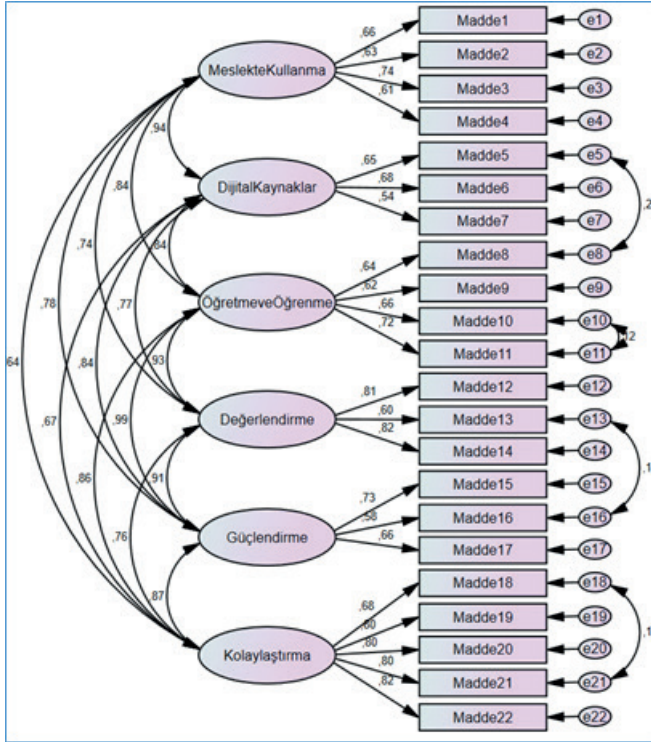 Madde1 e1
,66
MeslekteKullanma
,63
Madde2 e2
,74
Madde3 e3
,61
Madde4 e4
,94
,65
Madde5 e5
DijitalKaynaklar
,68
Madde6 e6
,54
Madde7 e7
,2
,84
,84
,64
Madde8 e8
,74
ÖğretmeveÖğrenme
,62
Madde9 e9
,77
,66
Madde10 e10
,78
,72
Madde11 e11
,12
64
,84
,93
,81
Madde12 e12
,67
,99
Değerlendirme
,60
Madde13 e13
,82
Madde14 e14
,1
,86
,91
,73
Madde15 e15
,76
Güçlendirme
,58
Madde16 e16
,66
Madde17 e17
,87
,68
Madde18 e18
,60
Madde19 e19
Kolaylaştırma
,80
Madde20 e20
,1
,80
Madde21 e21
,82
Madde22 e22